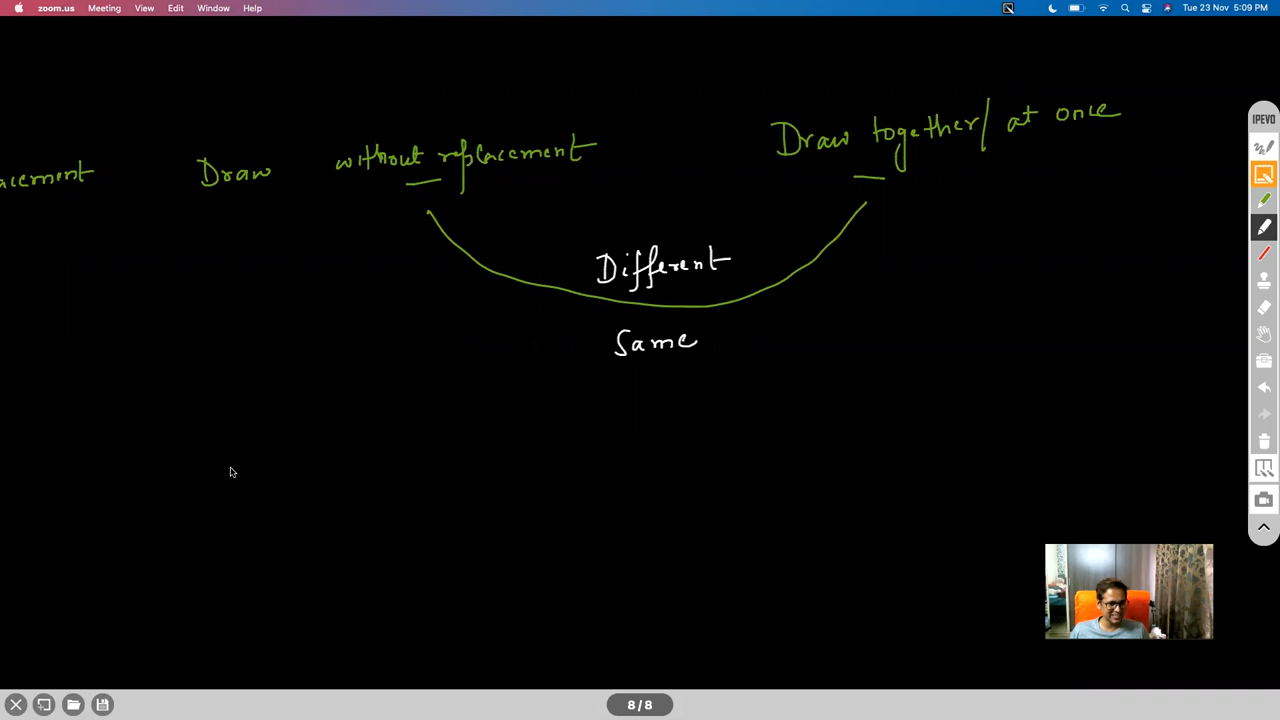 zoom.us Meeting View Edit Window Help Tue 23 Nov 5:09 PM
IPEVO
acement Draw without replacement Draw together/ at once
Different
Same
8/8